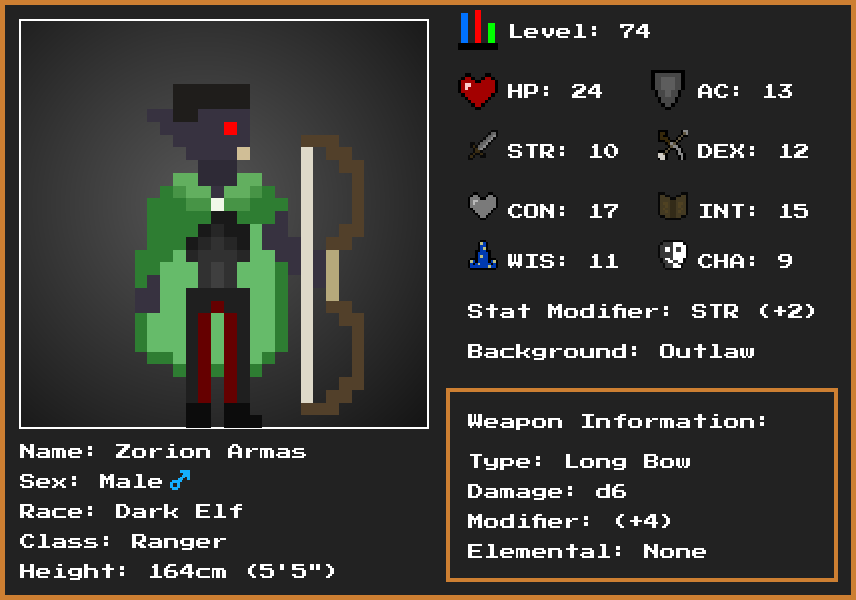 Level: 74
HP: 24
AC: 13
STR: 10
DEX: 12
CON: 17
INT: 15
WIS: 11
CHA: 9
Stat Modifier: STR (+2)
Background: Outlaw
Weapon Information:
Type: Long Bow
Damage: d6
Modifier: (+4)
Elemental: None
Name: Zorion Armas
Sex: Male♂
Race: Dark Elf
Class: Ranger
Height: 164cm (5'5")